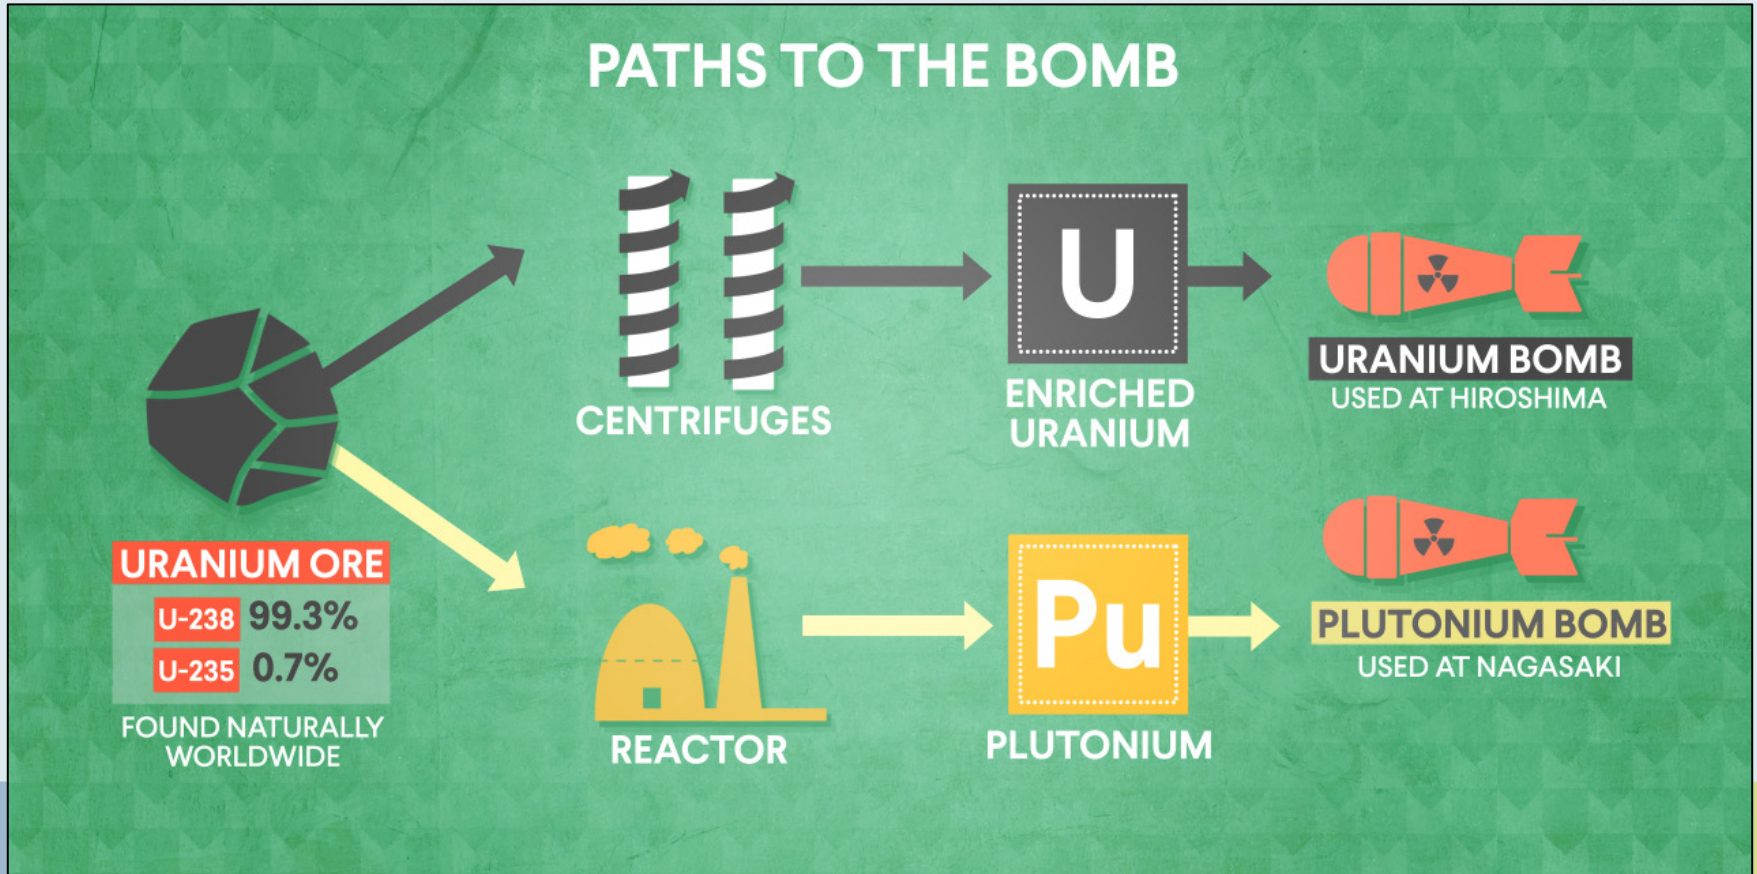 PATHS TO THE BOMB
URANIUM ORE
U-238 99.3%
U-235 0.7%
FOUND NATURALLY
WORLDWIDE
CENTRIFUGES
U
ENRICHED
URANIUM
URANIUM BOMB
USED AT HIROSHIMA
REACTOR
Pu
PLUTONIUM
PLUTONIUM BOMB
USED AT NAGASAKI